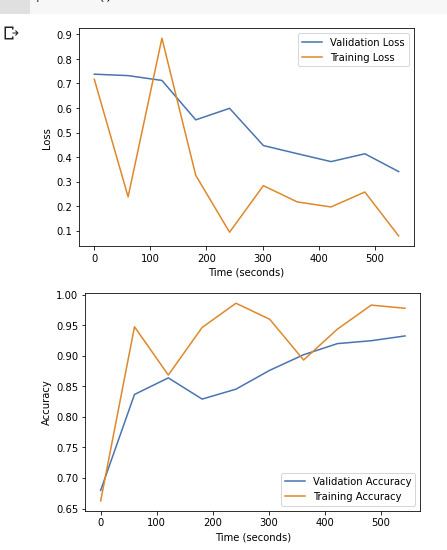 0.9
0.8
0.7
0.6
0.5
0.4
0.3
0.2
0.1
Loss
Validation Loss
Training Loss
0 100 200 300 400 500
Time (seconds)
1.00
0.95
0.90
0.85
0.80
0.75
0.70
0.65
Accuracy
Validation Accuracy
Training Accuracy
0 100 200 300 400 500
Time (seconds)